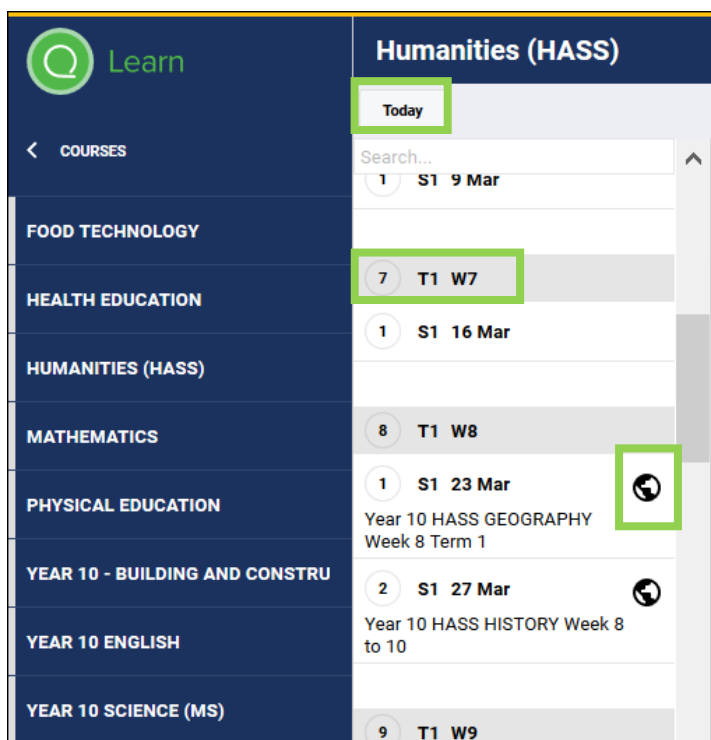 Learn
COURSES
FOOD TECHNOLOGY
HEALTH EDUCATION
HUMANITIES (HASS)
MATHEMATICS
PHYSICAL EDUCATION
YEAR 10 - BUILDING AND CONSTRU
YEAR 10 ENGLISH
YEAR 10 SCIENCE (MS)
Humanities (HASS)
Today
Search...
1 S1 9 Mar
7 T1 W7
1 S1 16 Mar
8 T1 W8
1 S1 23 Mar
Year 10 HASS GEOGRAPHY
Week 8 Term 1
2 S1 27 Mar
Year 10 HASS HISTORY Week 8
to 10
9 T1 W9